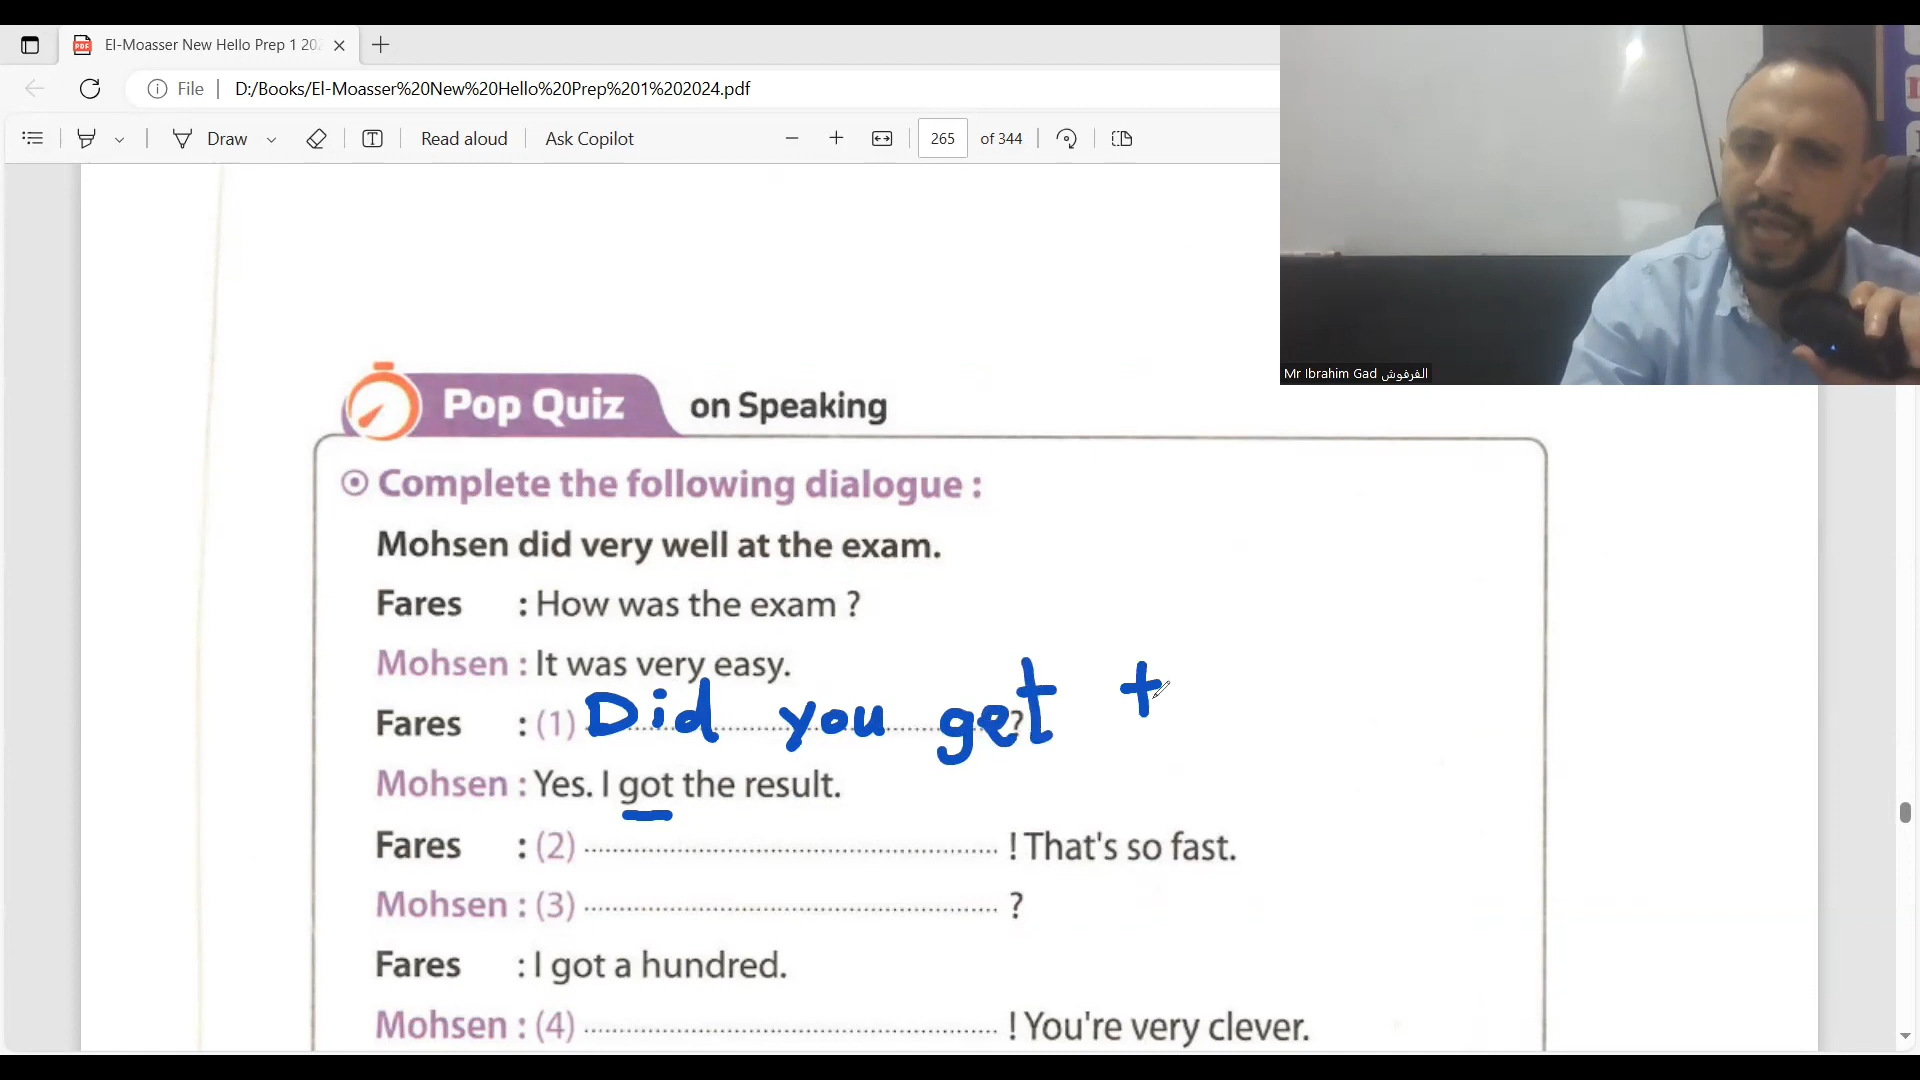 El-Moasser New Hello Prep 1 202
File
D:/Books/El-Moasser%20New%20Hello%20Prep%201%202024.pdf
Draw
Read aloud
Ask Copilot
265
of 344
Mr Ibrahim Gad الفرفوش
Pop Quiz on Speaking
Complete the following dialogue :
Mohsen did very well at the exam.
Fares : How was the exam ?
Mohsen : It was very easy.
Fares : (1) Did you get t ?
Mohsen : Yes. I got the result.
Fares : (2) ........................ ! That's so fast.
Mohsen : (3) ........................ ?
Fares : I got a hundred.
Mohsen : (4) ........................ ! You're very clever.